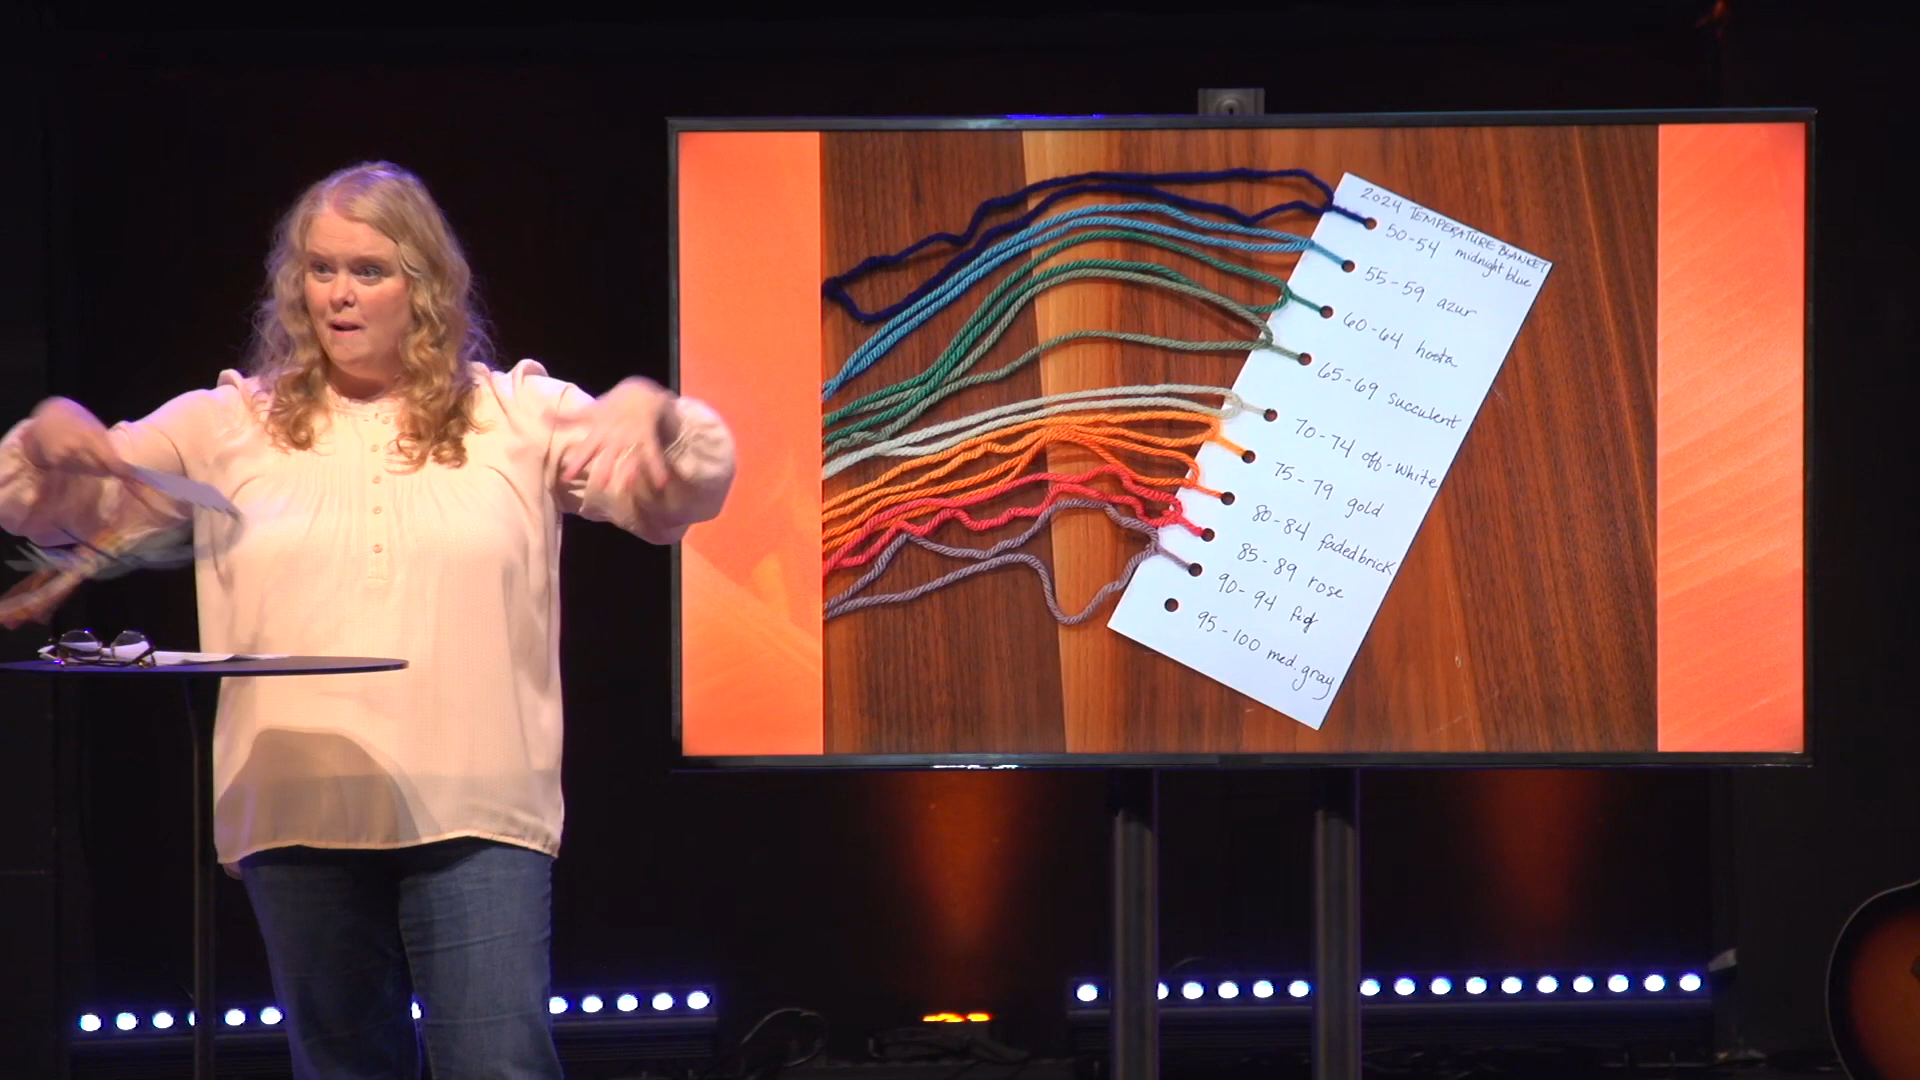 2024 TEMPERATURE BLANKET
50-54 midnight blue
55-59 azur
60-64 hosta
65-69 succulent
70-74 off-white
75-79 gold
80-84 faded brick
85-89 rose
90-94 fig
95-100 med. gray